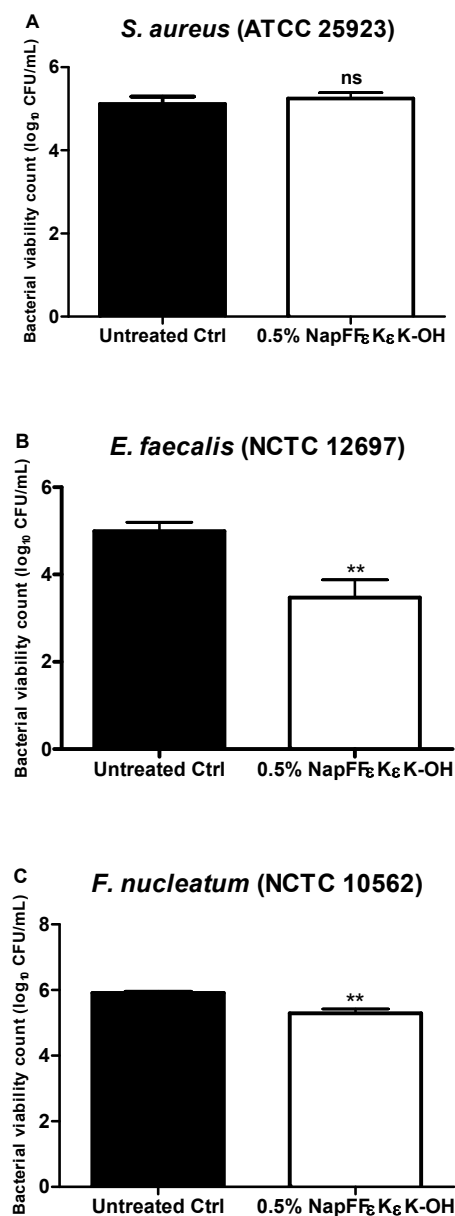 A
S. aureus (ATCC 25923)
Bacterial viability count (log₁₀ CFU/mL)
6
4
2
0
ns
Untreated Ctrl
0.5% NapFFεKεK-OH
B
E. faecalis (NCTC 12697)
Bacterial viability count (log₁₀ CFU/mL)
6
4
2
0
**
Untreated Ctrl
0.5% NapFFεKεK-OH
C
F. nucleatum (NCTC 10562)
Bacterial viability count (log₁₀ CFU/mL)
8
6
4
2
0
**
Untreated Ctrl
0.5% NapFFεKεK-OH